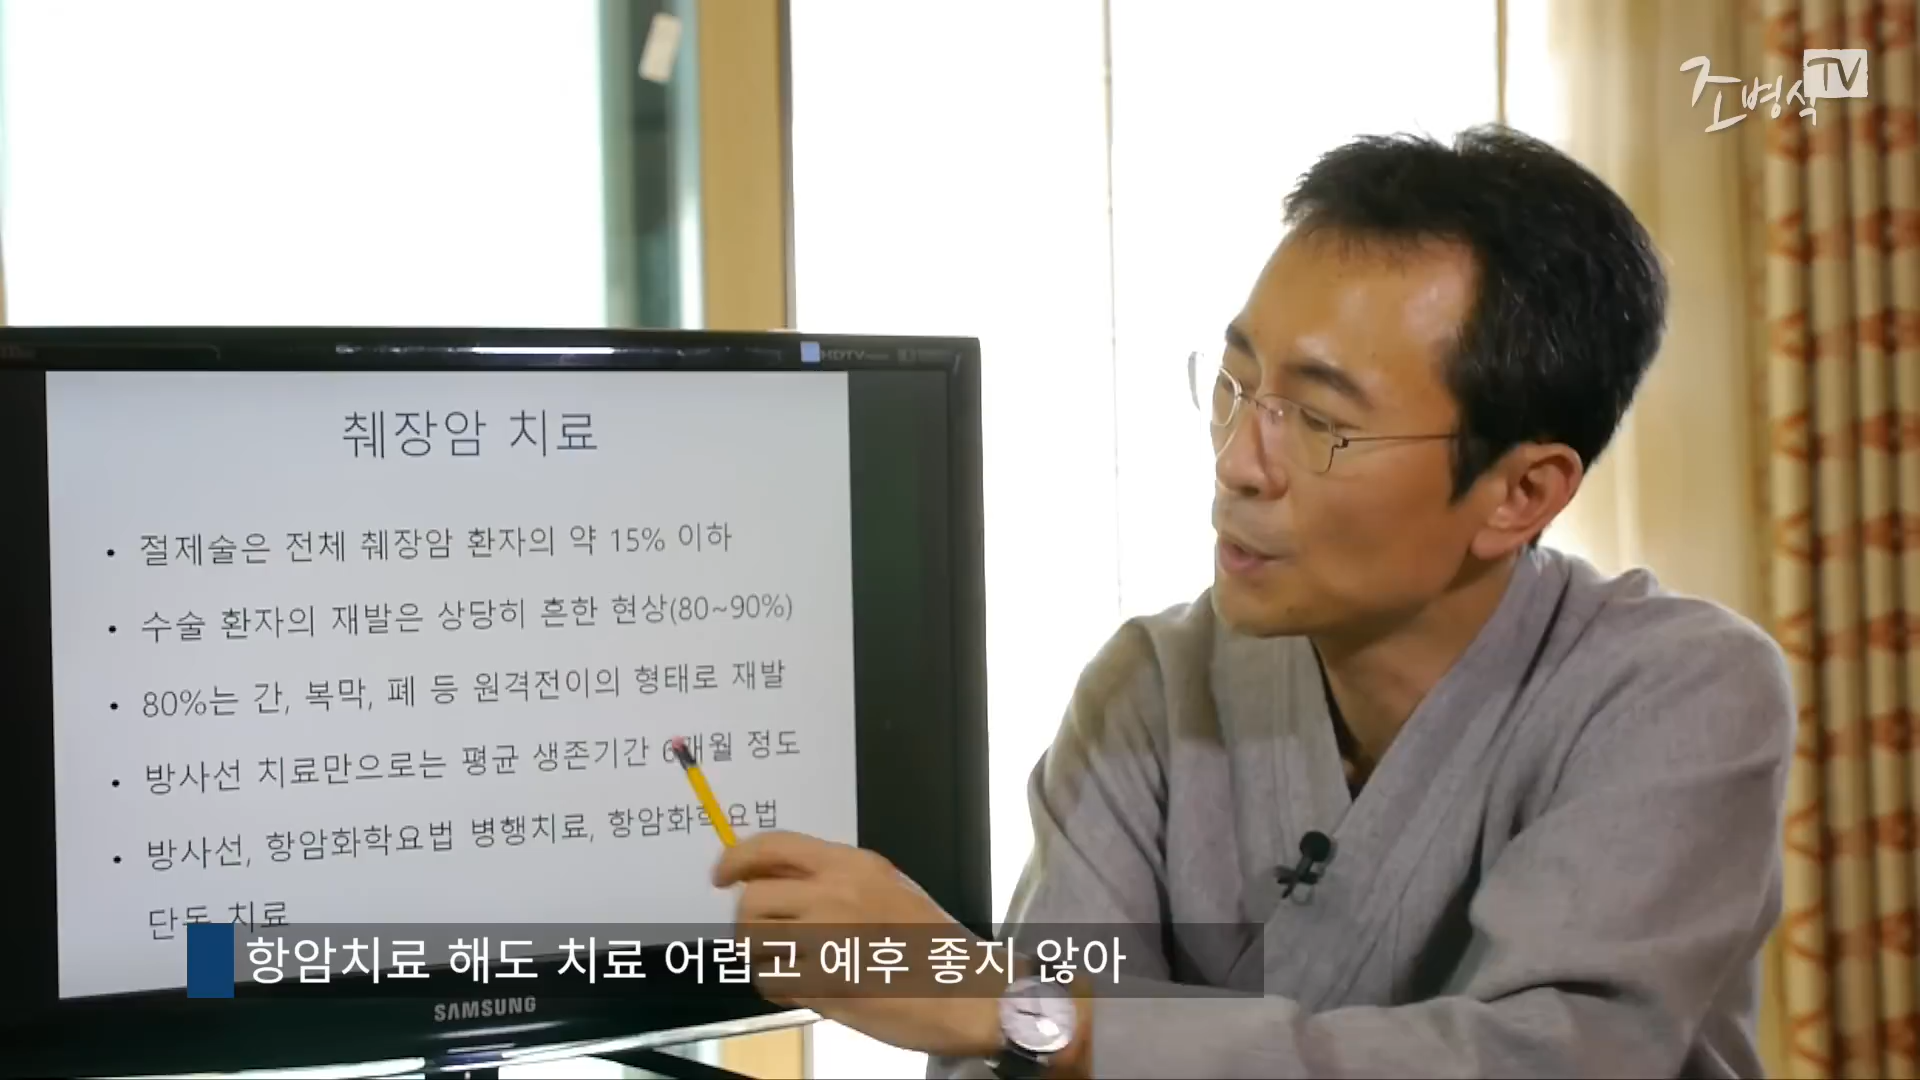 조병식TV
HDTV
췌장암 치료
• 절제술은 전체 췌장암 환자의 약 15% 이하
• 수술 환자의 재발은 상당히 흔한 현상(80~90%)
• 80%는 간, 복막, 폐 등 원격전이의 형태로 재발
• 방사선 치료만으로는 평균 생존기간 6개월 정도
• 방사선, 항암화학요법 병행치료, 항암화학요법
단독 치료
항암치료 해도 치료 어렵고 예후 좋지 않아
SAMSUNG